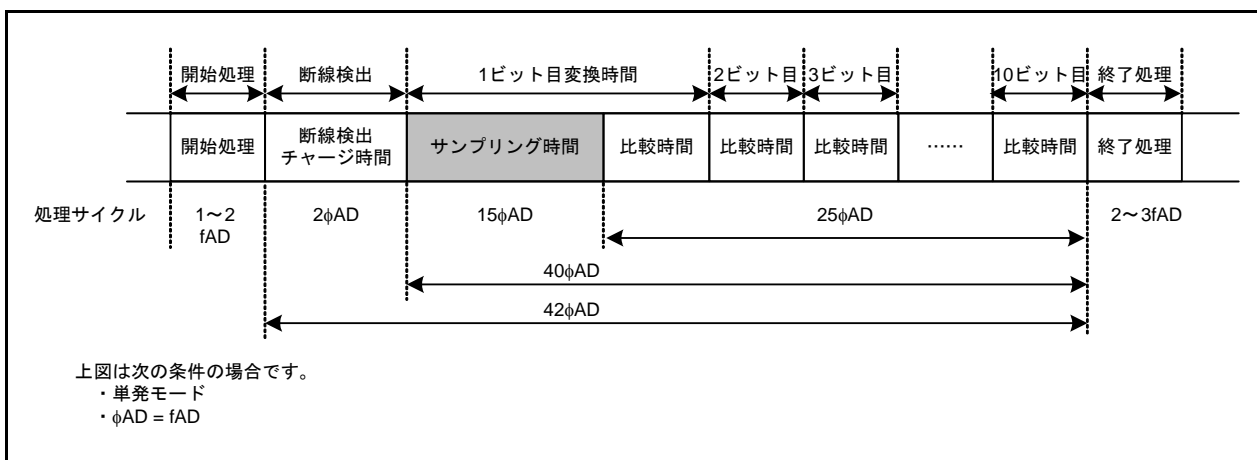 開始処理 断線検出 1ビット目変換時間 2ビット目 3ビット目 10ビット目 終了処理
開始処理 断線検出チャージ時間 サンプリング時間 比較時間 比較時間 比較時間 …… 比較時間 終了処理
処理サイクル 1~2 fAD 2φAD 15φAD 25φAD 2~3fAD
40φAD
42φAD
上図は次の条件の場合です。
・単発モード
・φAD = fAD